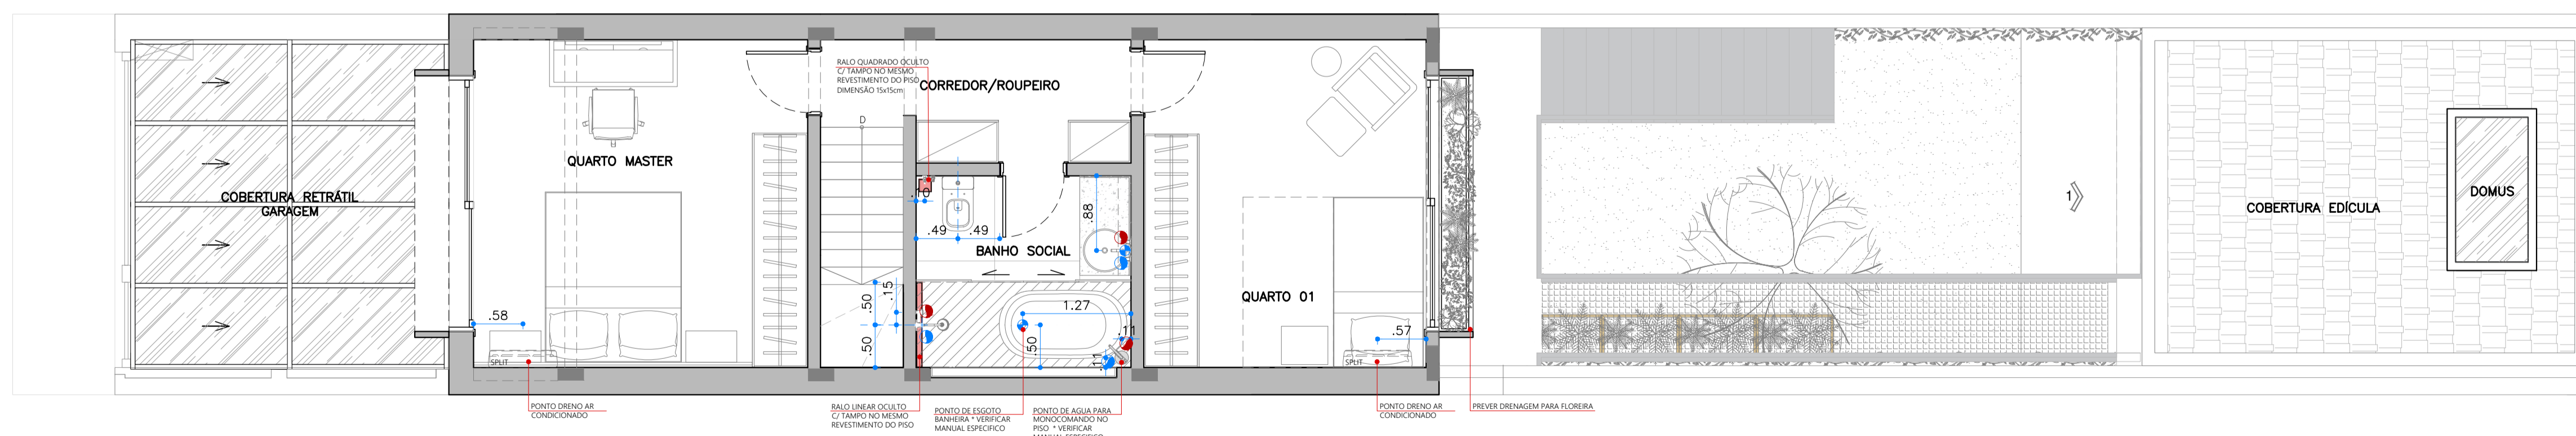 RALO QUADRADO OCULTO
C/ TAMPO NO MESMO
REVESTIMENTO DO PISO
DIMENSÃO 15x15cm
CORREDOR/ROUPEIRO
D
QUARTO MASTER
COBERTURA RETRÁTIL
GARAGEM
.10
.88
.49
.49
BANHO SOCIAL
1
COBERTURA EDÍCULA
DOMUS
.50
.15
1.27
QUARTO 01
.58
.50
.50
.11
.11
.57
SPLIT
SPLIT
PONTO DRENO AR
CONDICIONADO
RALO LINEAR OCULTO
C/ TAMPO NO MESMO
REVESTIMENTO DO PISO
PONTO DE ESGOTO
BANHEIRA * VERIFICAR
MANUAL ESPECIFICO
PONTO DE AGUA PARA
MONOCOMANDO NO
PISO * VERIFICAR
MANUAL ESPECIFICO
PONTO DRENO AR
CONDICIONADO
PREVER DRENAGEM PARA FLOREIRA